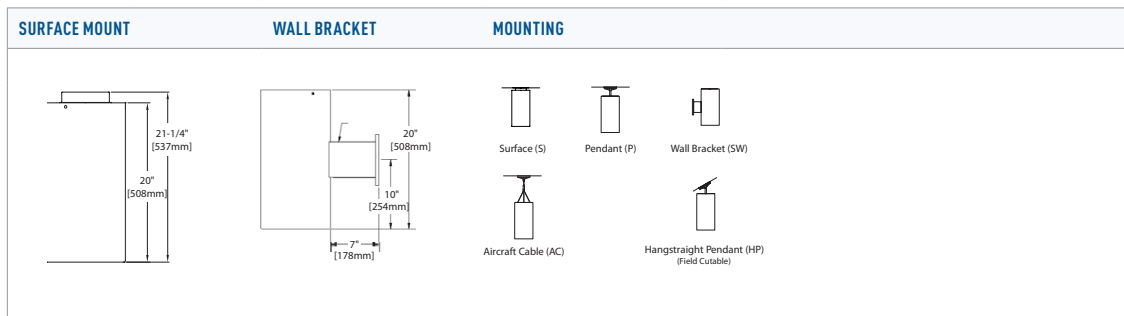 SURFACE MOUNT
WALL BRACKET
MOUNTING
21-1/4"
[537mm]
20"
[508mm]
20"
[508mm]
10"
[254mm]
7"
[178mm]
Surface (S)
Pendant (P)
Wall Bracket (SW)
Aircraft Cable (AC)
Hangstraight Pendant (HP)
(Field Cutable)